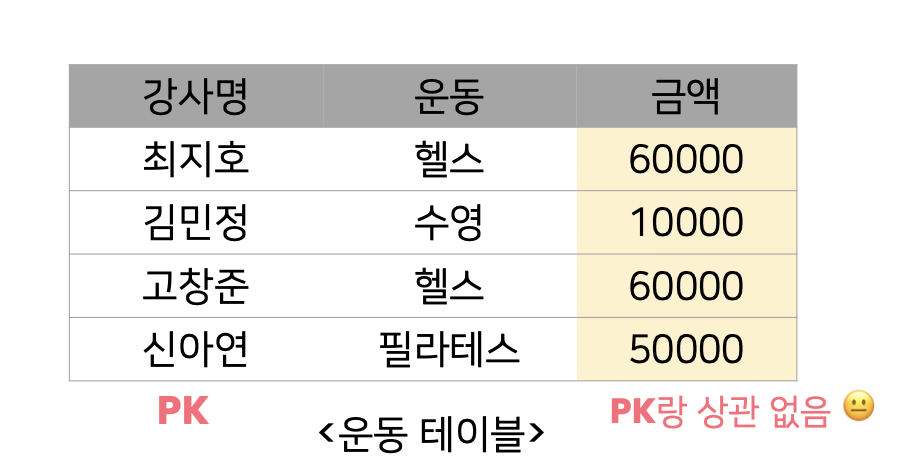 강사명 운동 금액
최지호 헬스 60000
김민정 수영 10000
고창준 헬스 60000
신아연 필라테스 50000
PK
PK랑 상관 없음 😐
<운동 테이블>